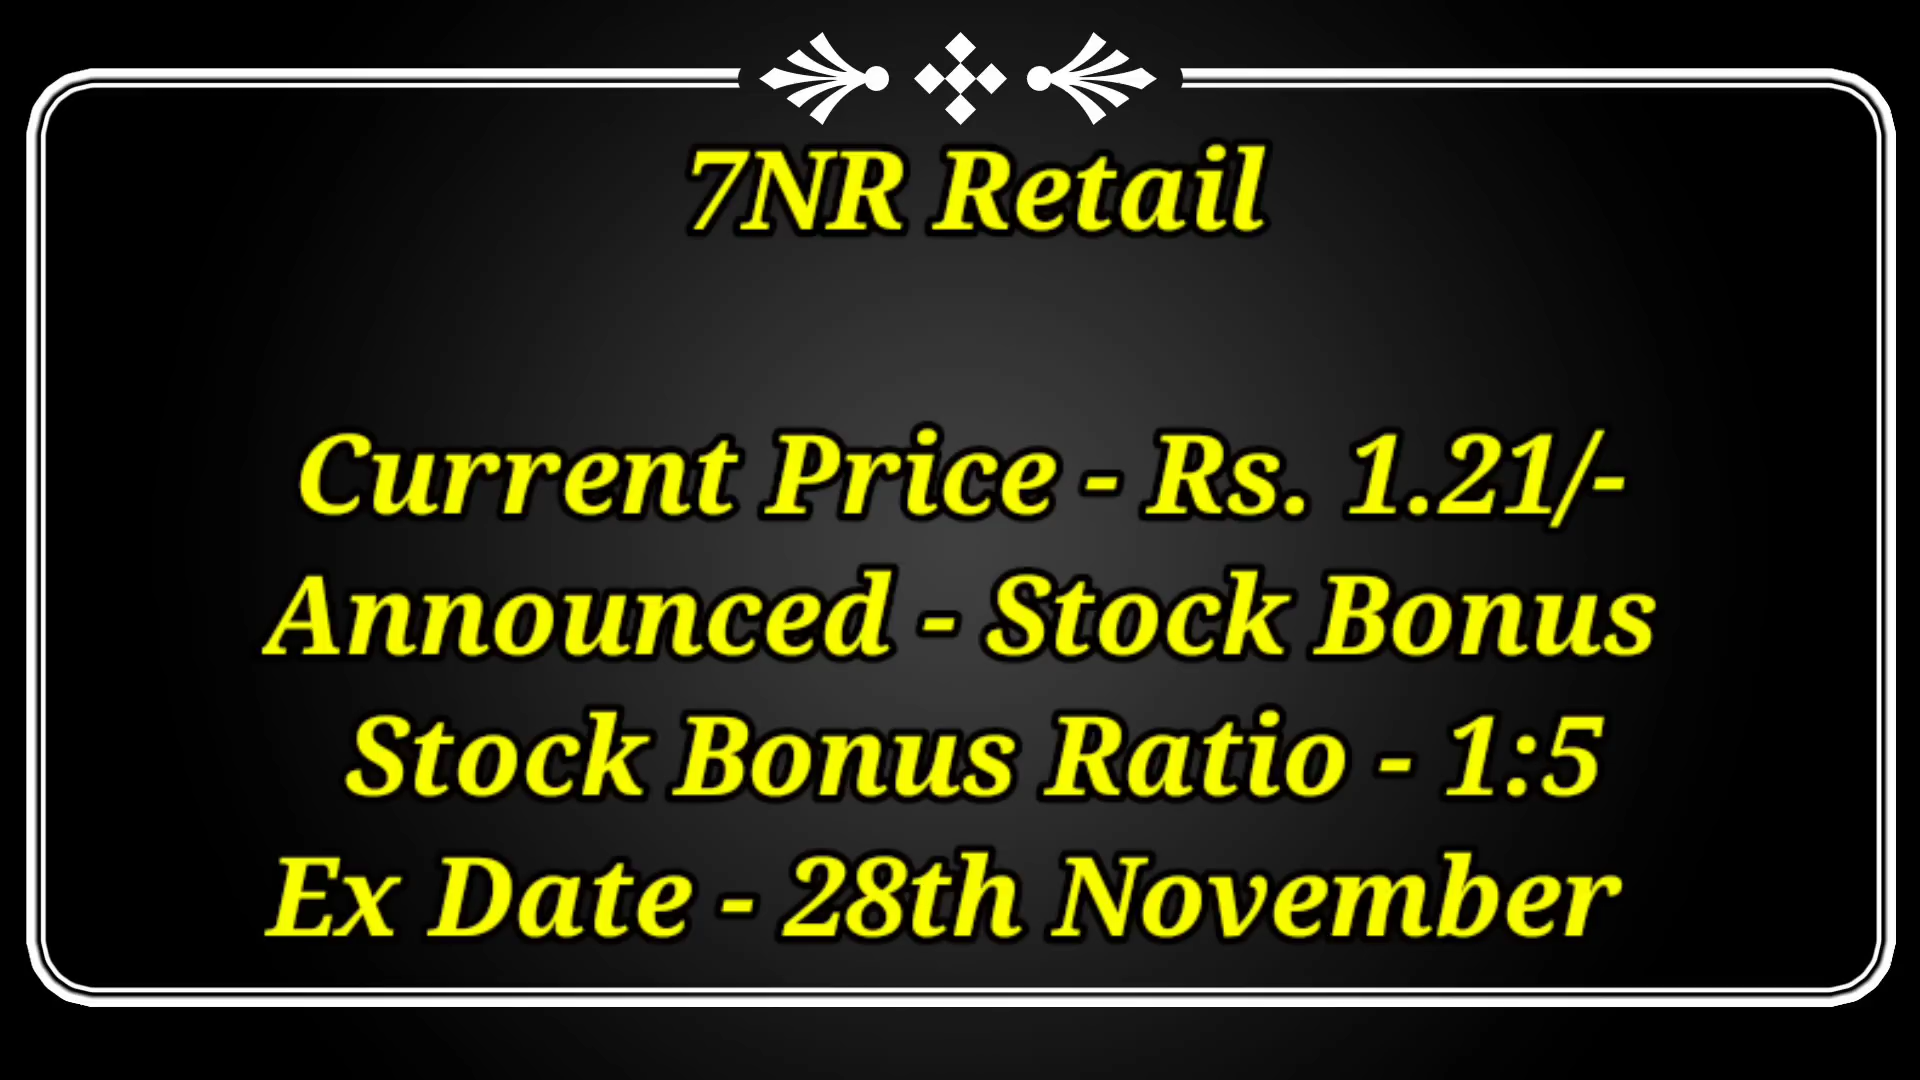 7NR Retail
Current Price - Rs. 1.21/-
Announced - Stock Bonus
Stock Bonus Ratio - 1:5
Ex Date - 28th November